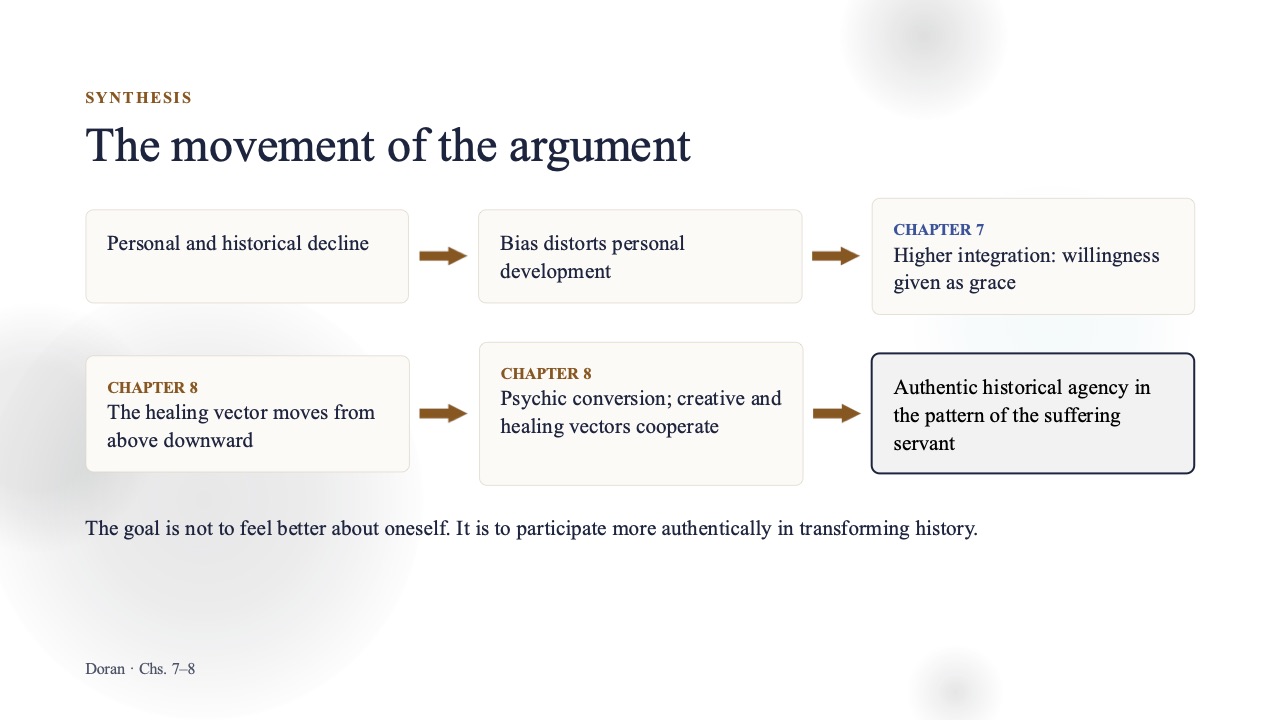 SYNTHESIS
The movement of the argument
Personal and historical decline
Bias distorts personal
development
CHAPTER 7
Higher integration: willingness
given as grace
CHAPTER 8
The healing vector moves from
above downward
CHAPTER 8
Psychic conversion; creative and
healing vectors cooperate
Authentic historical agency in
the pattern of the suffering
servant
The goal is not to feel better about oneself. It is to participate more authentically in transforming history.
Doran · Chs. 7–8